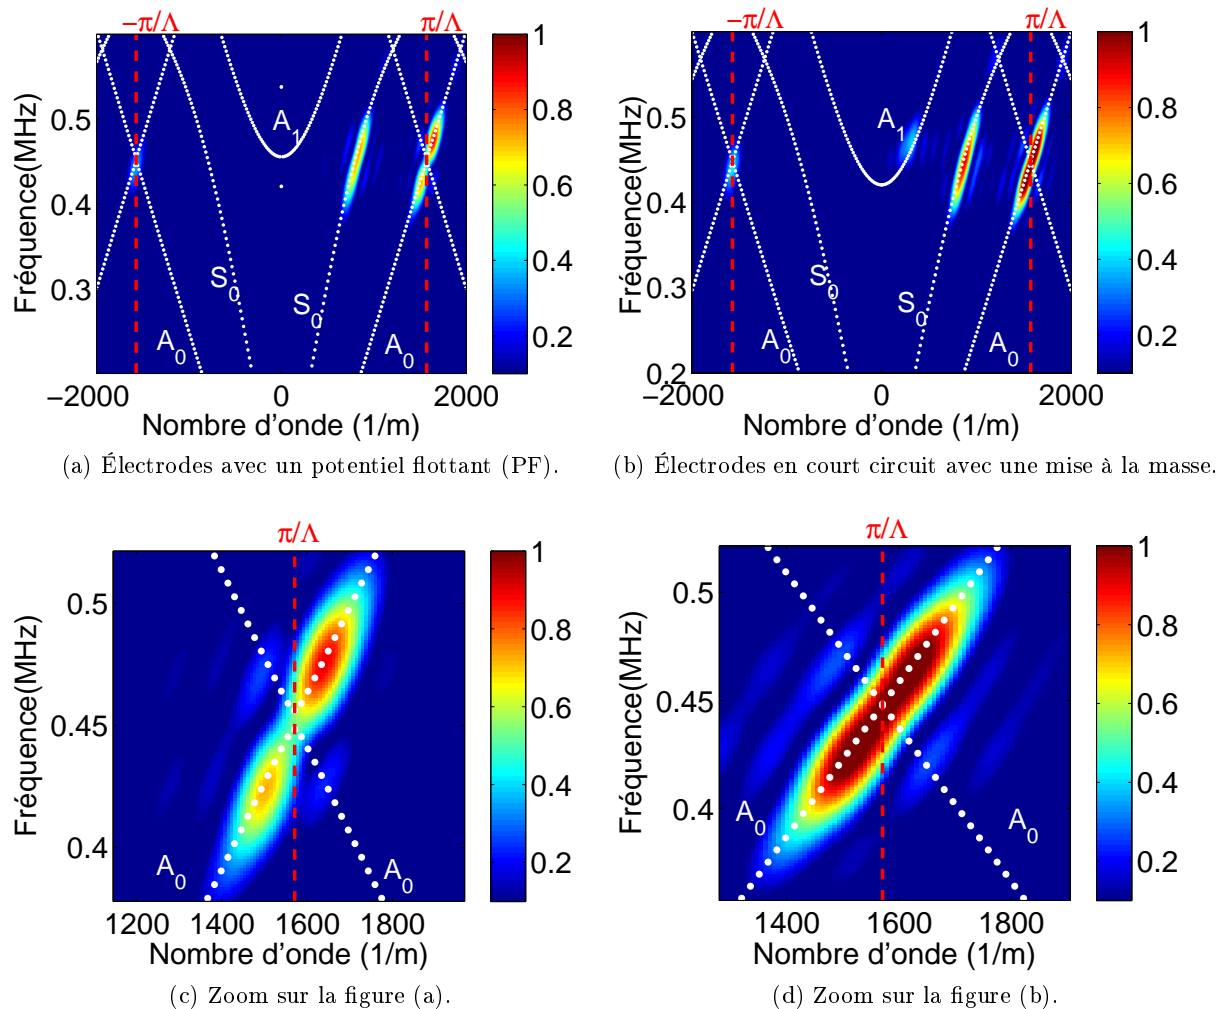 −π/Λ
π/Λ
Fréquence(MHz)
0.5
0.4
0.3
A1
S0
S0
A0
A0
−2000
0
2000
Nombre d'onde (1/m)
1
0.8
0.6
0.4
0.2
(a) Électrodes avec un potentiel flottant (PF).
−π/Λ
π/Λ
Fréquence(MHz)
0.5
0.4
0.3
0.2
A1
S0
S0
A0
A0
−2000
0
2000
Nombre d'onde (1/m)
1
0.8
0.6
0.4
0.2
(b) Électrodes en court circuit avec une mise à la masse.
π/Λ
Fréquence(MHz)
0.5
0.45
0.4
A0
A0
1200
1400
1600
1800
Nombre d'onde (1/m)
1
0.8
0.6
0.4
0.2
(c) Zoom sur la figure (a).
π/Λ
Fréquence(MHz)
0.5
0.45
0.4
A0
A0
1400
1600
1800
Nombre d'onde (1/m)
1
0.8
0.6
0.4
0.2
(d) Zoom sur la figure (b).